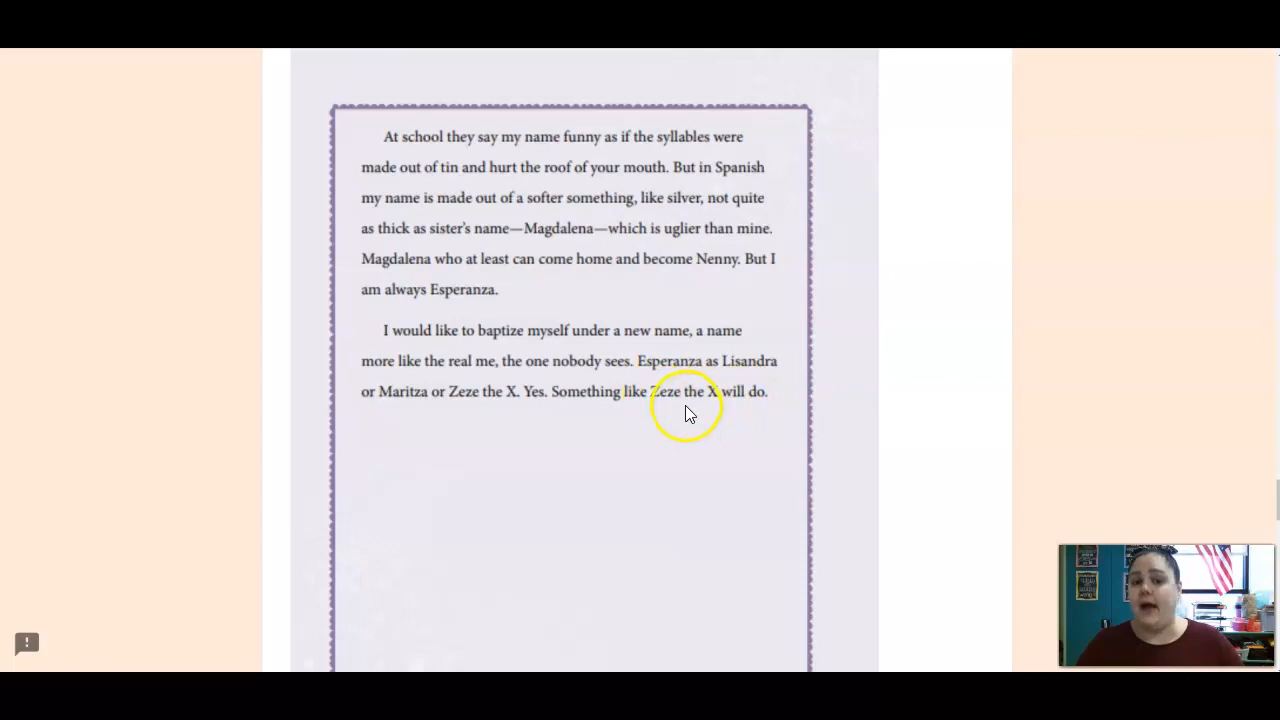 At school they say my name funny as if the syllables were
made out of tin and hurt the roof of your mouth. But in Spanish
my name is made out of a softer something, like silver, not quite
as thick as sister's name—Magdalena—which is uglier than mine.
Magdalena who at least can come home and become Nenny. But I
am always Esperanza.
I would like to baptize myself under a new name, a name
more like the real me, the one nobody sees. Esperanza as Lisandra
or Maritza or Zeze the X. Yes. Something like Zeze the X will do.